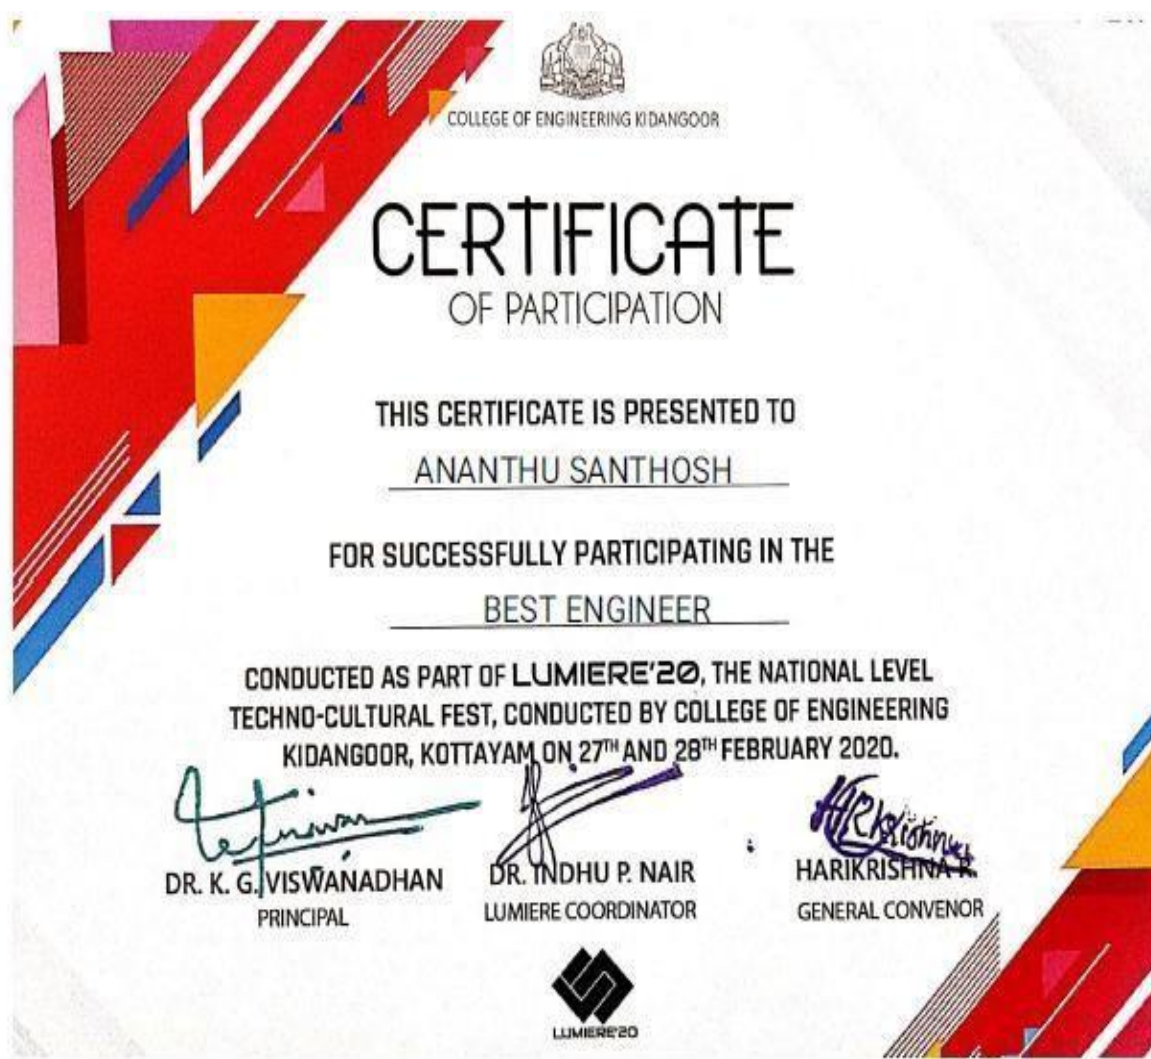 COLLEGE OF ENGINEERING KIDANGOOR
CERTIFICATE
OF PARTICIPATION
THIS CERTIFICATE IS PRESENTED TO
ANANTHU SANTHOSH
FOR SUCCESSFULLY PARTICIPATING IN THE
BEST ENGINEER
CONDUCTED AS PART OF LUMIERE'20, THE NATIONAL LEVEL
TECHNO-CULTURAL FEST, CONDUCTED BY COLLEGE OF ENGINEERING
KIDANGOOR, KOTTAYAM ON 27TH AND 28TH FEBRUARY 2020.
DR. K. G. VISWANADHAN
PRINCIPAL
DR. INDHU P. NAIR
LUMIERE COORDINATOR
HARIKRISHNA R.
GENERAL CONVENOR
LUMIERE'20